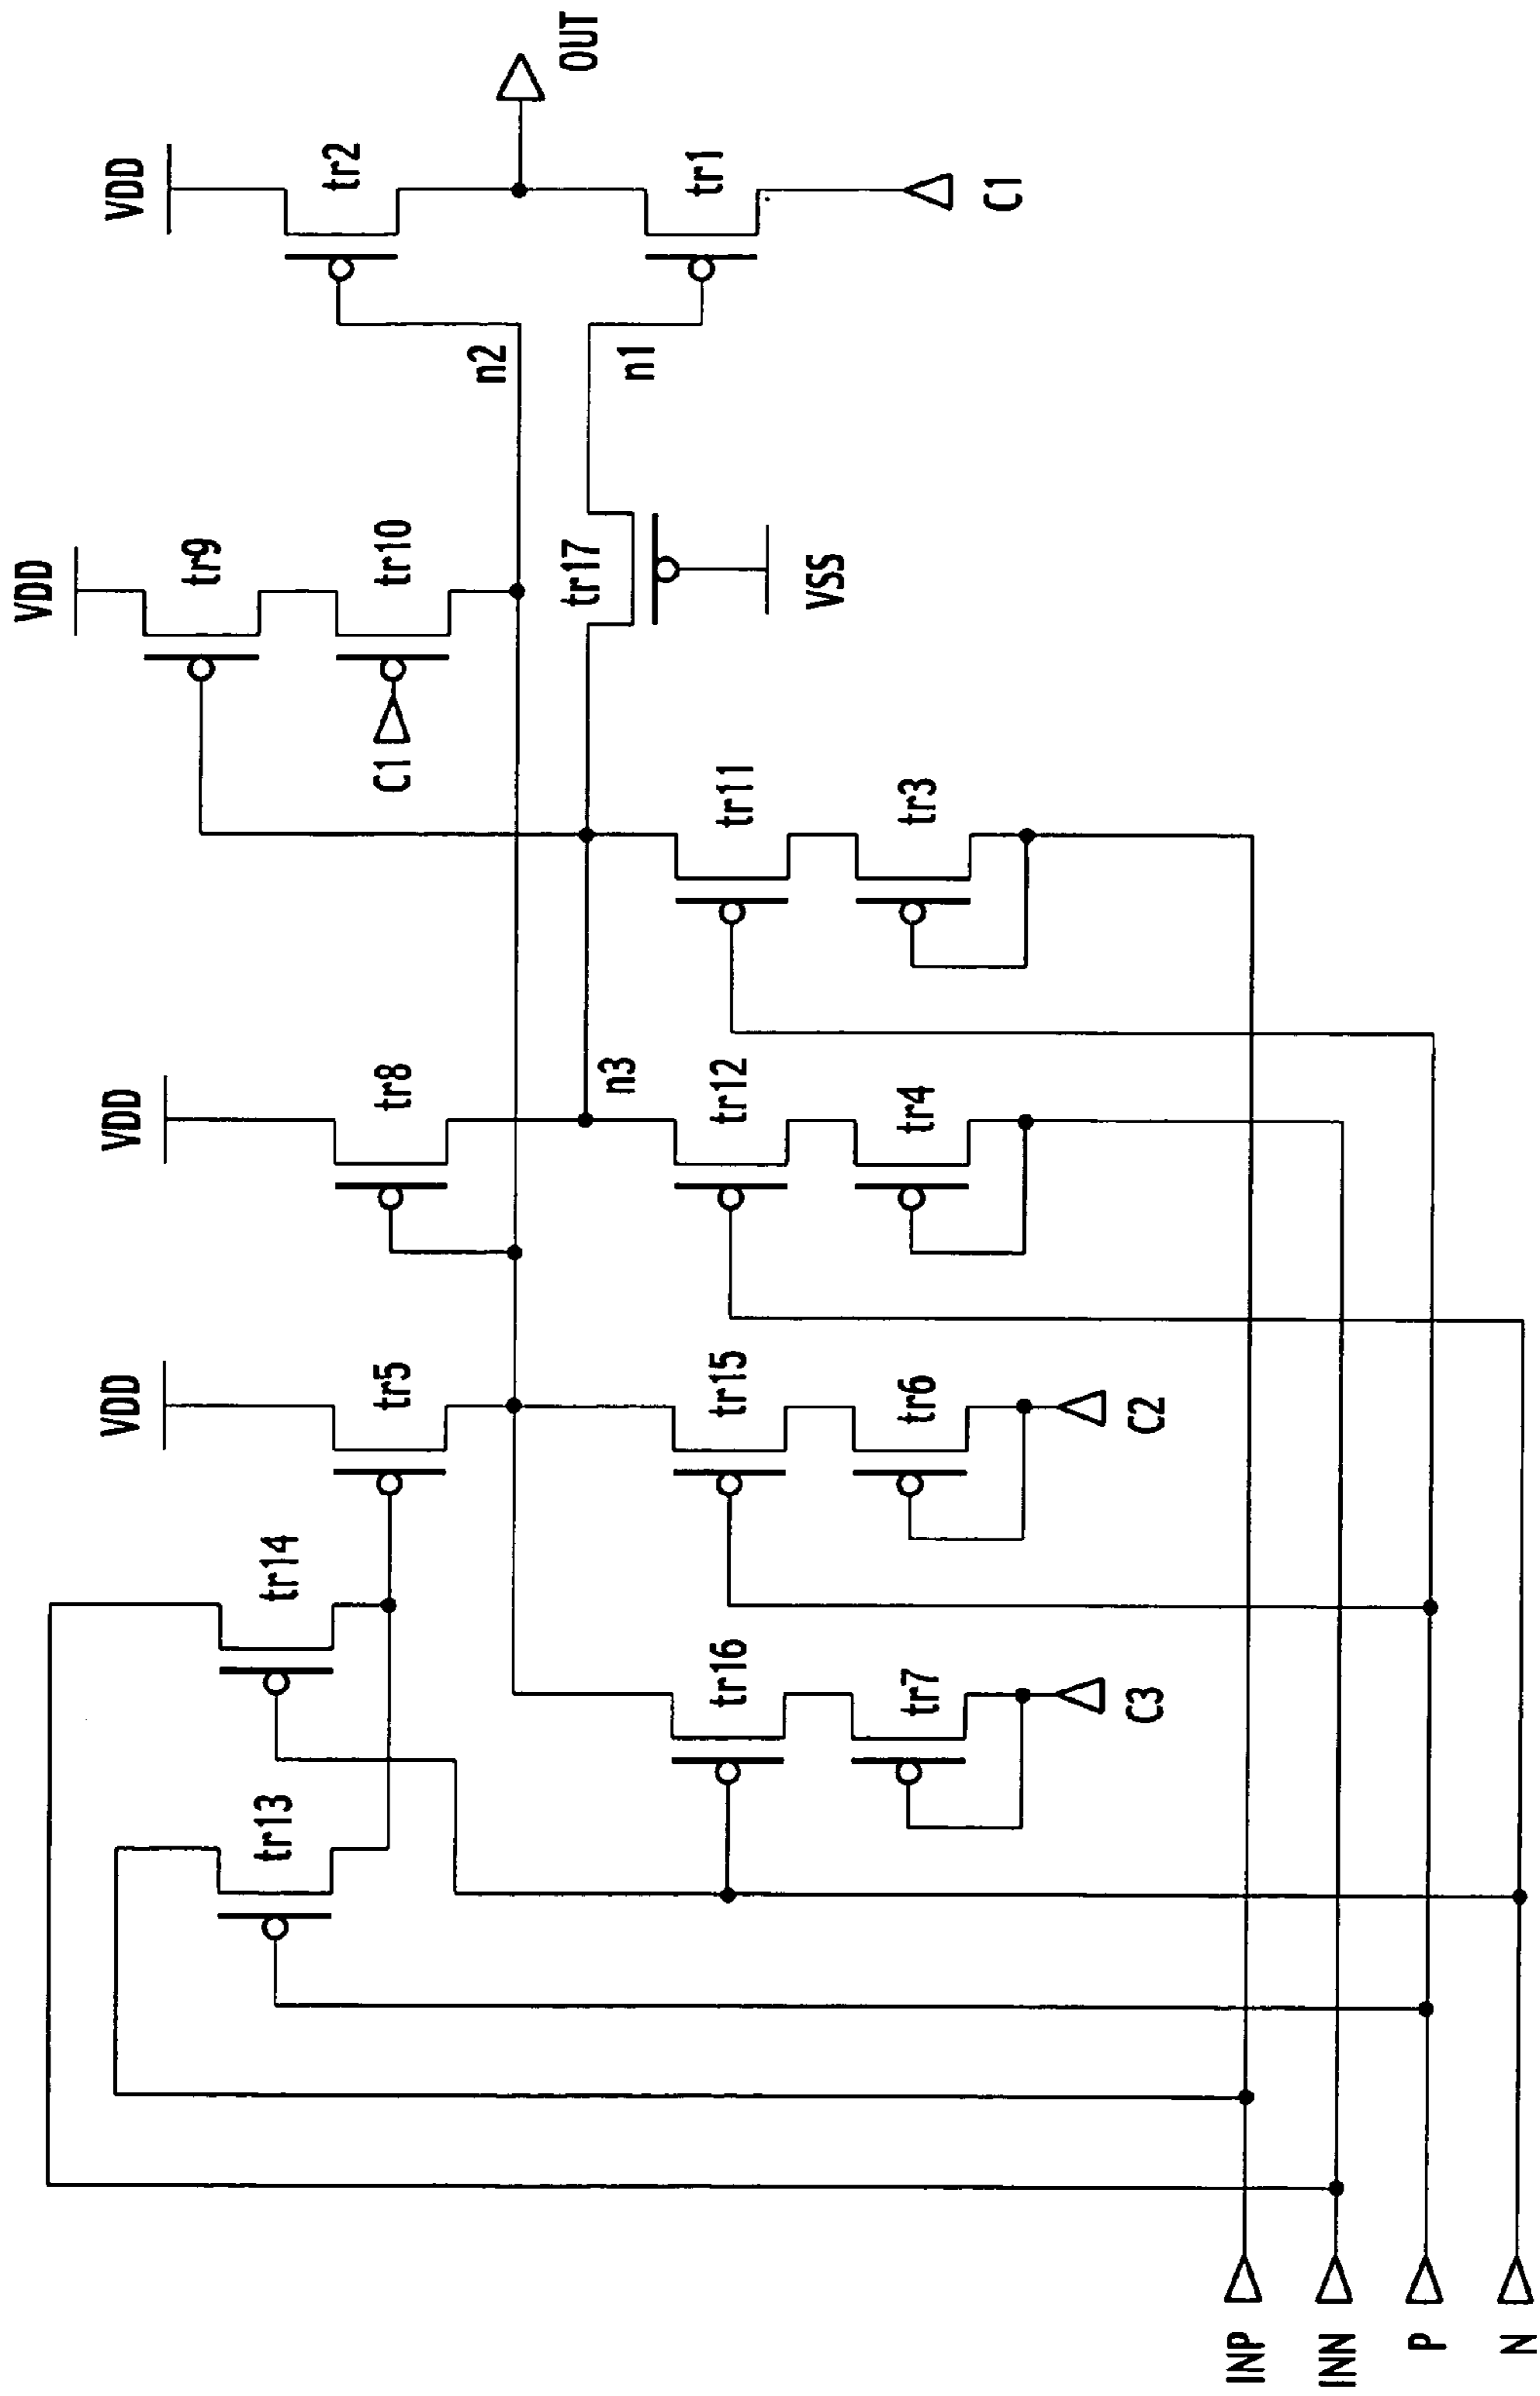 VDD
tr2
OUT
tr1
C1
n2
n1
VDD
tr9
tr10
C1
tr17
VSS
tr11
tr3
VDD
tr8
n3
tr12
tr4
VDD
tr5
tr15
tr6
C2
tr14
tr16
tr7
C3
tr13
INP
INN
P
N